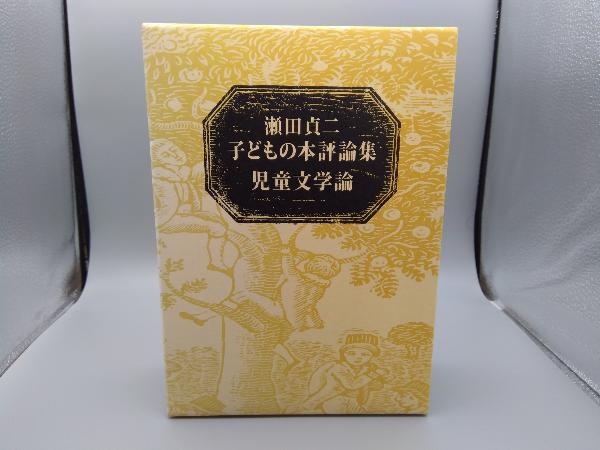 瀬田貞二
子どもの本評論集
児童文学論